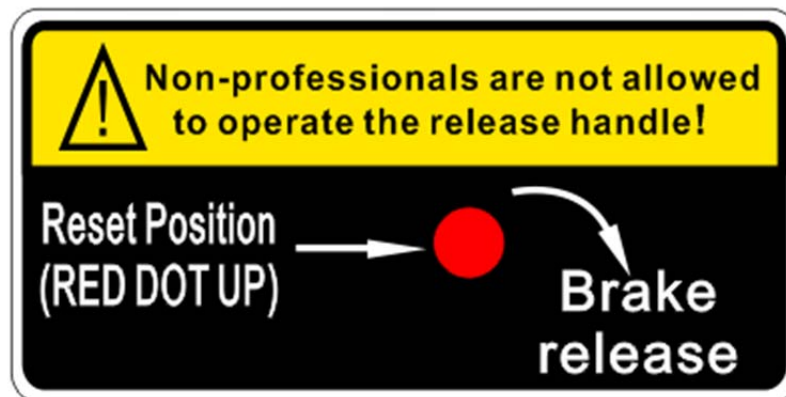 Non-professionals are not allowed
to operate the release handle!
Reset Position
(RED DOT UP)
Brake
release